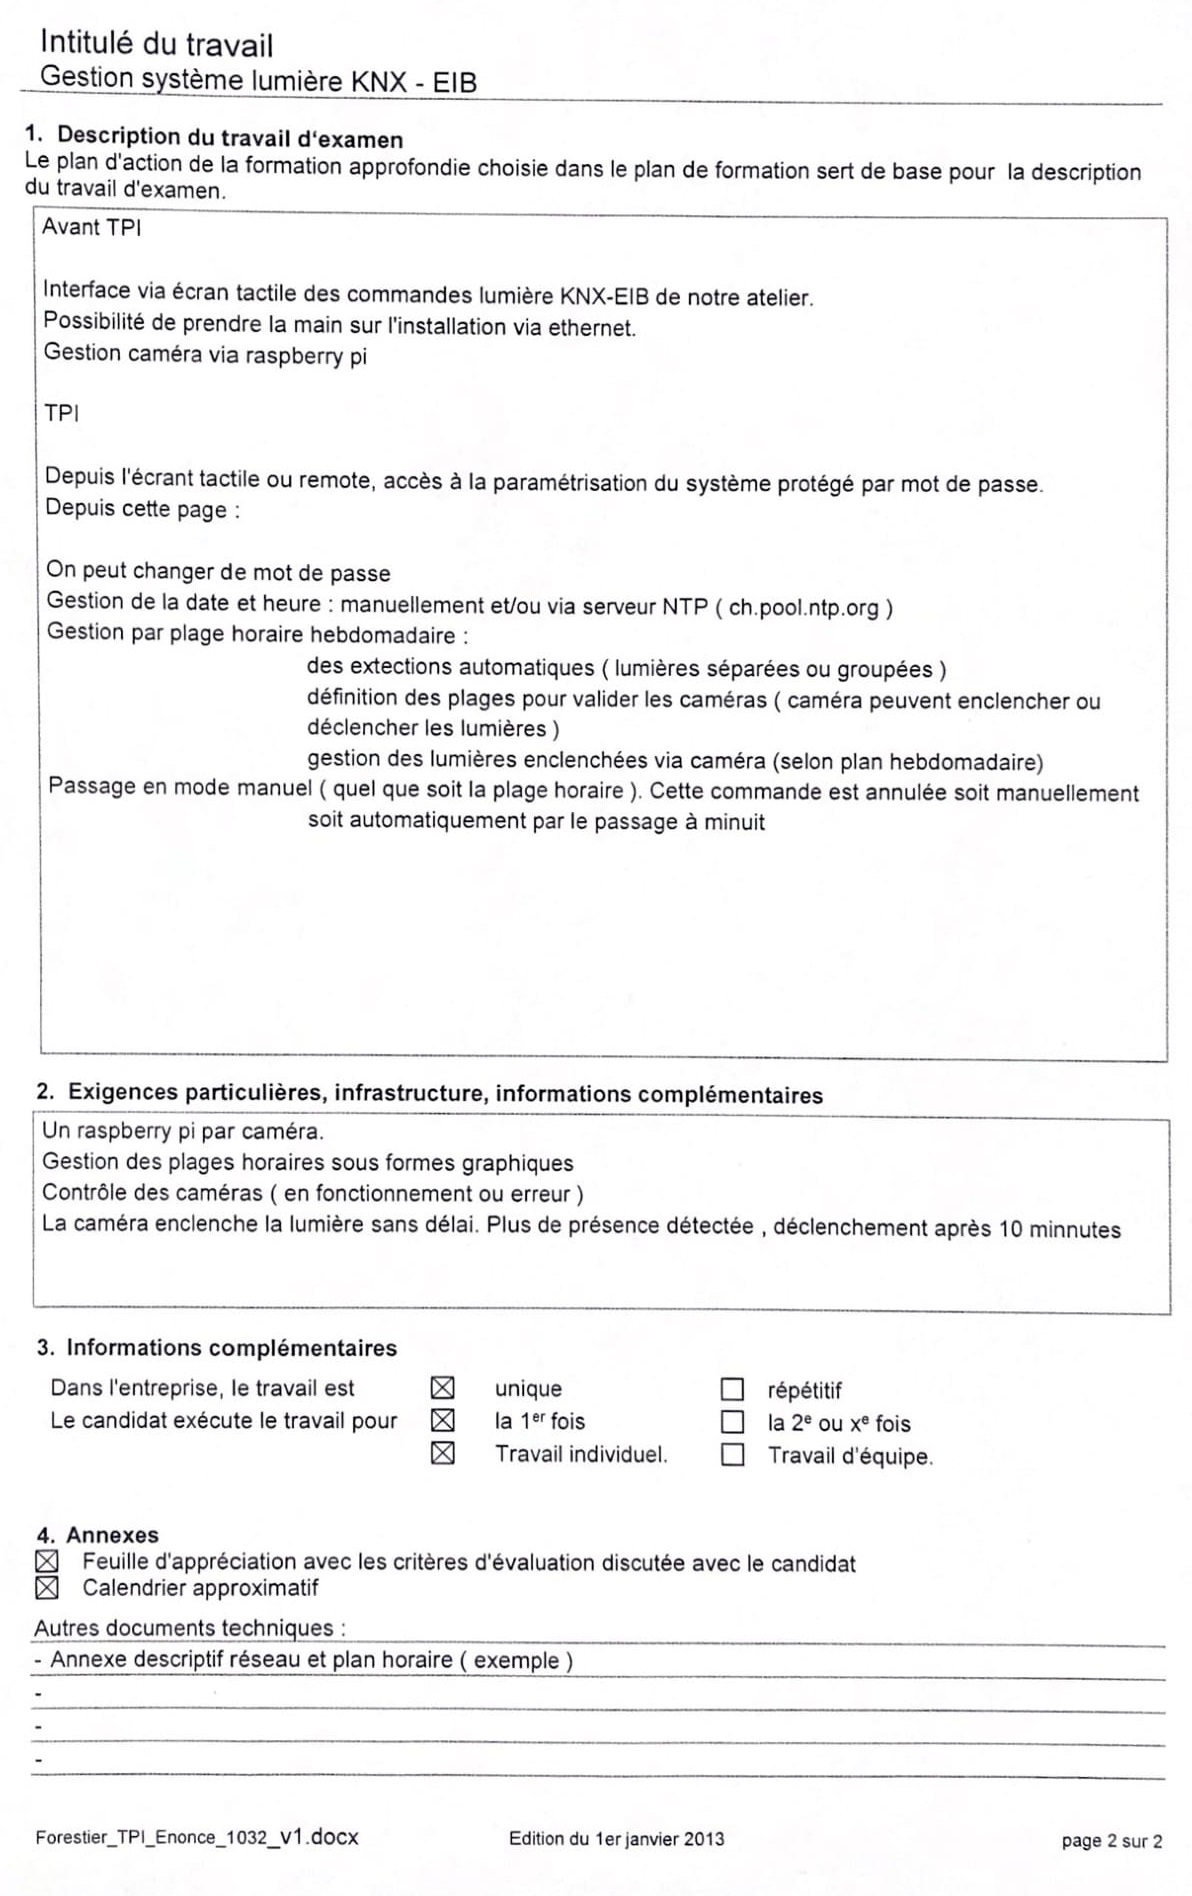 Intitulé du travail
Gestion système lumière KNX - EIB
1. Description du travail d'examen
Le plan d'action de la formation approfondie choisie dans le plan de formation sert de base pour la description
du travail d'examen.
Avant TPI
Interface via écran tactile des commandes lumière KNX-EIB de notre atelier.
Possibilité de prendre la main sur l'installation via ethernet.
Gestion caméra via raspberry pi
TPI
Depuis l'écrant tactile ou remote, accès à la paramétrisation du système protégé par mot de passe.
Depuis cette page :
On peut changer de mot de passe
Gestion de la date et heure : manuellement et/ou via serveur NTP ( ch.pool.ntp.org )
Gestion par plage horaire hebdomadaire :
des extections automatiques ( lumières séparées ou groupées )
définition des plages pour valider les caméras ( caméra peuvent enclencher ou
déclencher les lumières )
gestion des lumières enclenchées via caméra (selon plan hebdomadaire)
Passage en mode manuel ( quel que soit la plage horaire ). Cette commande est annulée soit manuellement
soit automatiquement par le passage à minuit
2. Exigences particulières, infrastructure, informations complémentaires
Un raspberry pi par caméra.
Gestion des plages horaires sous formes graphiques
Contrôle des caméras ( en fonctionnement ou erreur )
La caméra enclenche la lumière sans délai. Plus de présence détectée , déclenchement après 10 minnutes
3. Informations complémentaires
Dans l'entreprise, le travail est ☒ unique ☐ répétitif
Le candidat exécute le travail pour ☒ la 1er fois ☐ la 2e ou xe fois
☒ Travail individuel. ☐ Travail d'équipe.
4. Annexes
☒ Feuille d'appréciation avec les critères d'évaluation discutée avec le candidat
☒ Calendrier approximatif
Autres documents techniques :
- Annexe descriptif réseau et plan horaire ( exemple )
-
-
-
Forestier_TPI_Enonce_1032_v1.docx Edition du 1er janvier 2013 page 2 sur 2